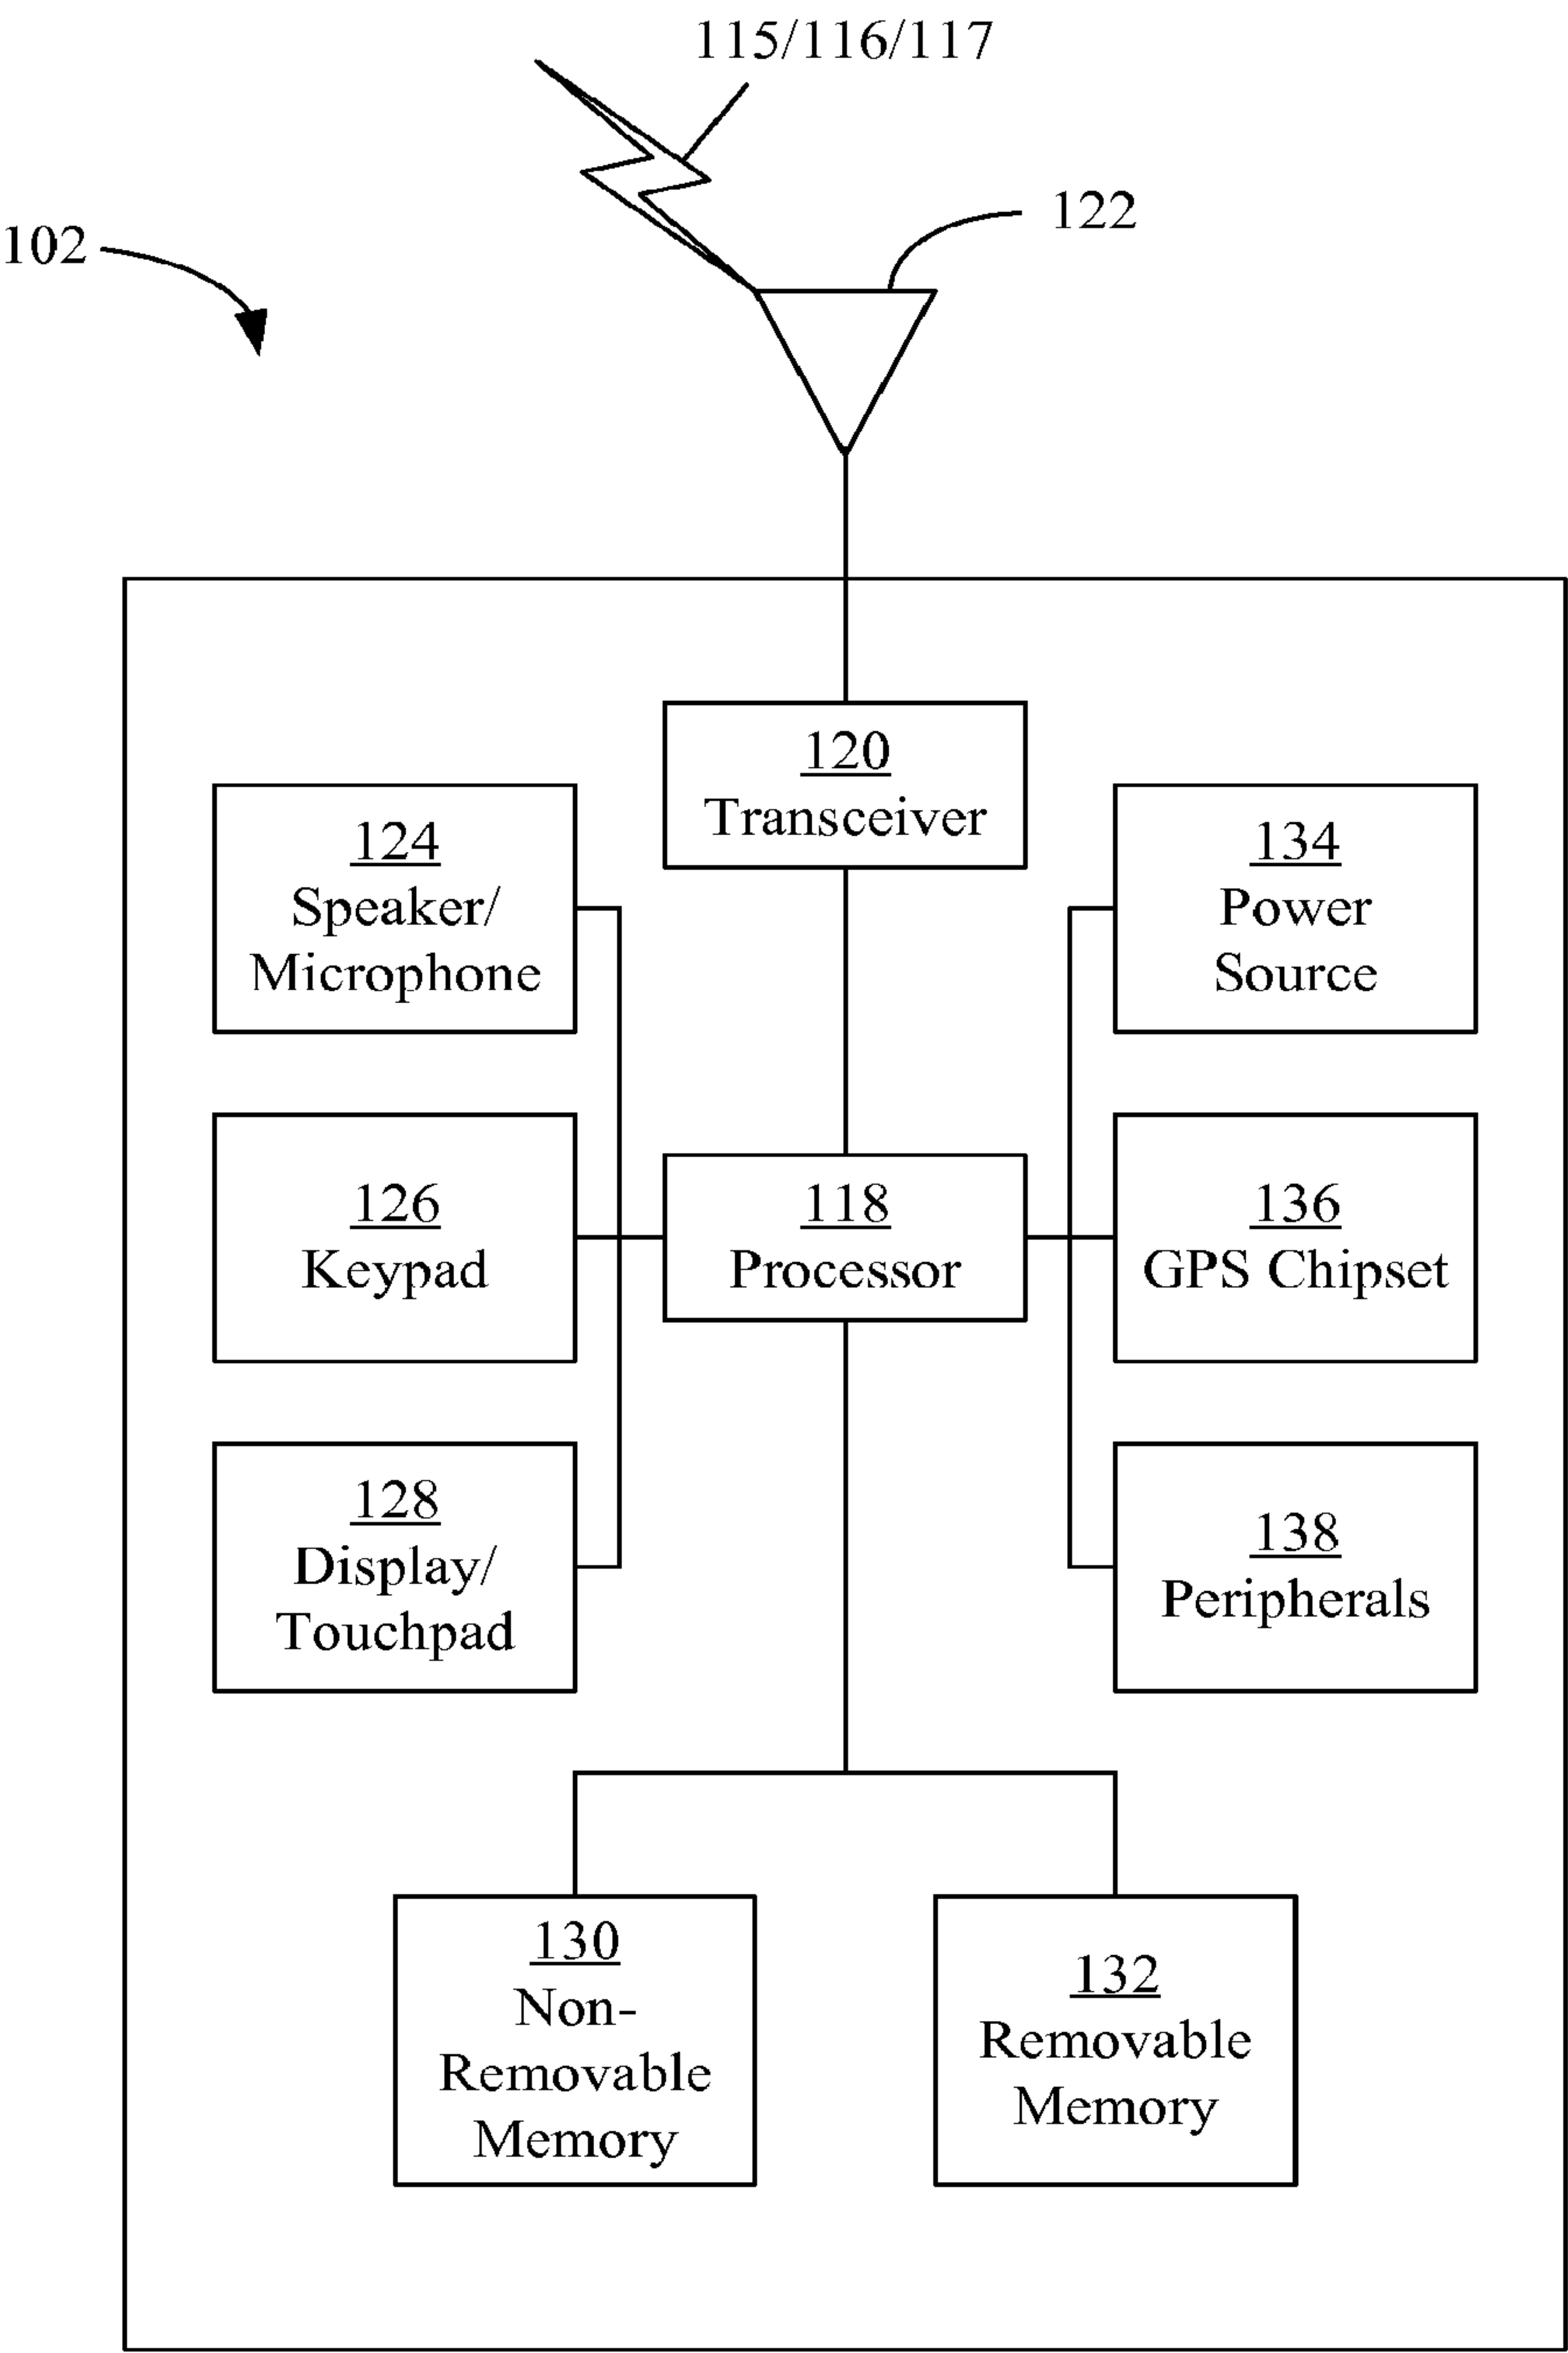 115/116/117
122
102
120
Transceiver
124
Speaker/
Microphone
134
Power
Source
126
Keypad
118
Processor
136
GPS Chipset
128
Display/
Touchpad
138
Peripherals
130
Non-
Removable
Memory
132
Removable
Memory